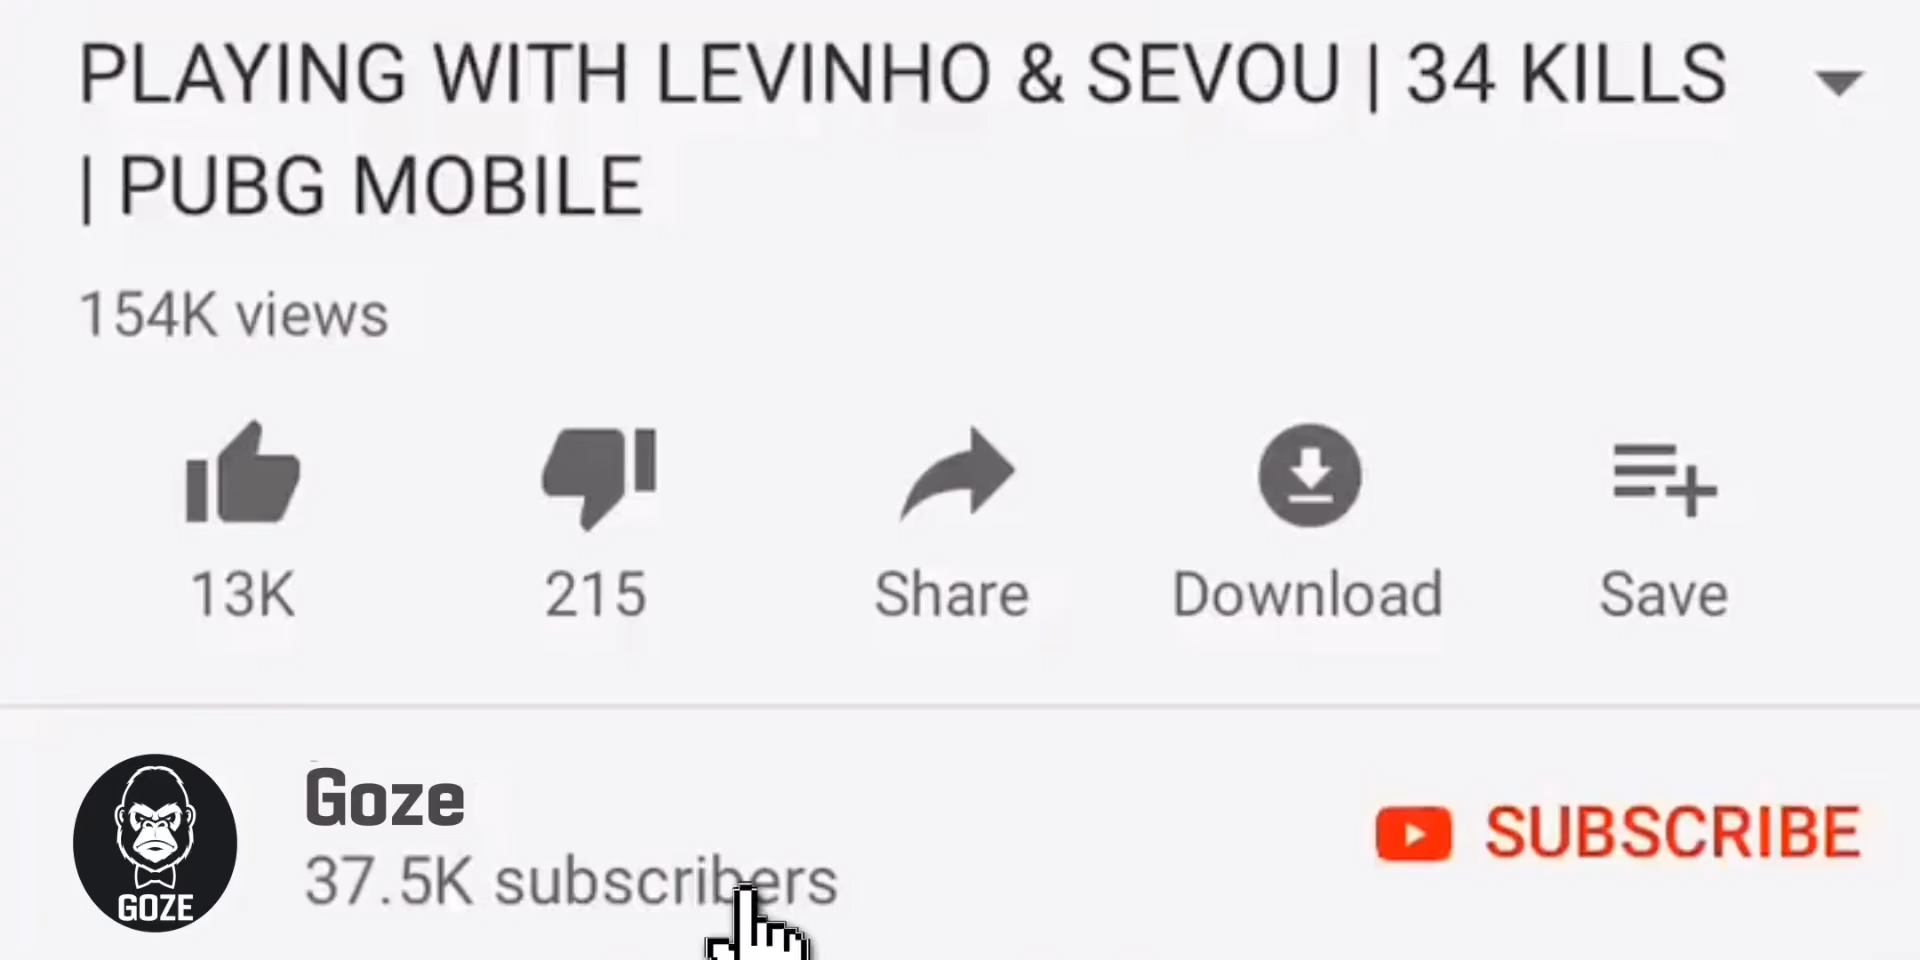 PLAYING WITH LEVINHO & SEVOU | 34 KILLS
| PUBG MOBILE
154K views
13K
215
Share
Download
Save
GOZE
Goze
37.5K subscribers
SUBSCRIBE